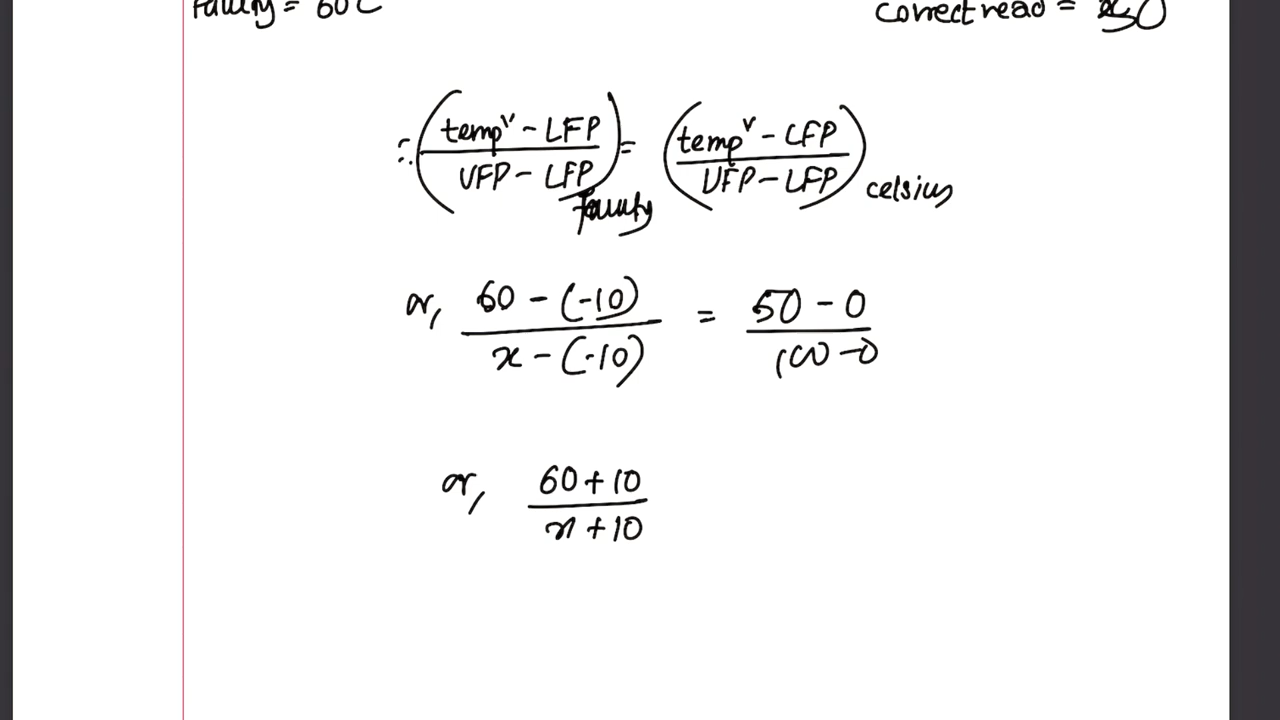 faulty = 60°C correct read = 50
∴ (temp^r - LFP / UFP - LFP) faulty = (temp^r - LFP / UFP - LFP) celsius
or, 60 - (-10) / x - (-10) = 50 - 0 / 100 - 0
or, 60 + 10 / x + 10